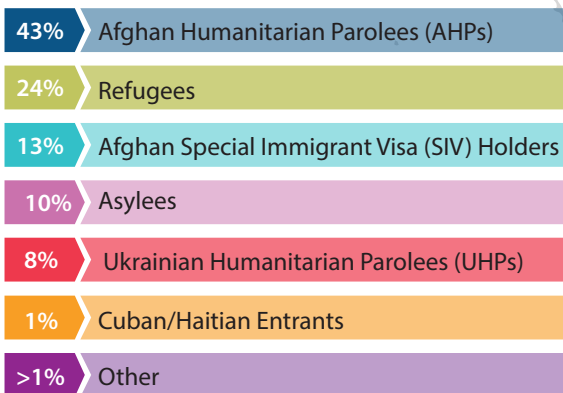 43% Afghan Humanitarian Parolees (AHPs)
24% Refugees
13% Afghan Special Immigrant Visa (SIV) Holders
10% Asylees
8% Ukrainian Humanitarian Parolees (UHPs)
1% Cuban/Haitian Entrants
>1% Other